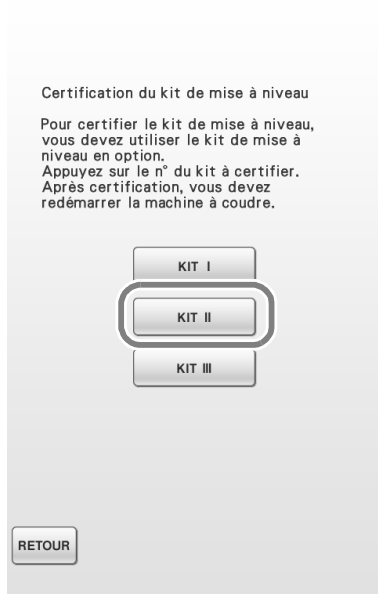 Certification du kit de mise à niveau
Pour certifier le kit de mise à niveau,
vous devez utiliser le kit de mise à
niveau en option.
Appuyez sur le n° du kit à certifier.
Après certification, vous devez
redémarrer la machine à coudre.
KIT I
KIT II
KIT III
RETOUR